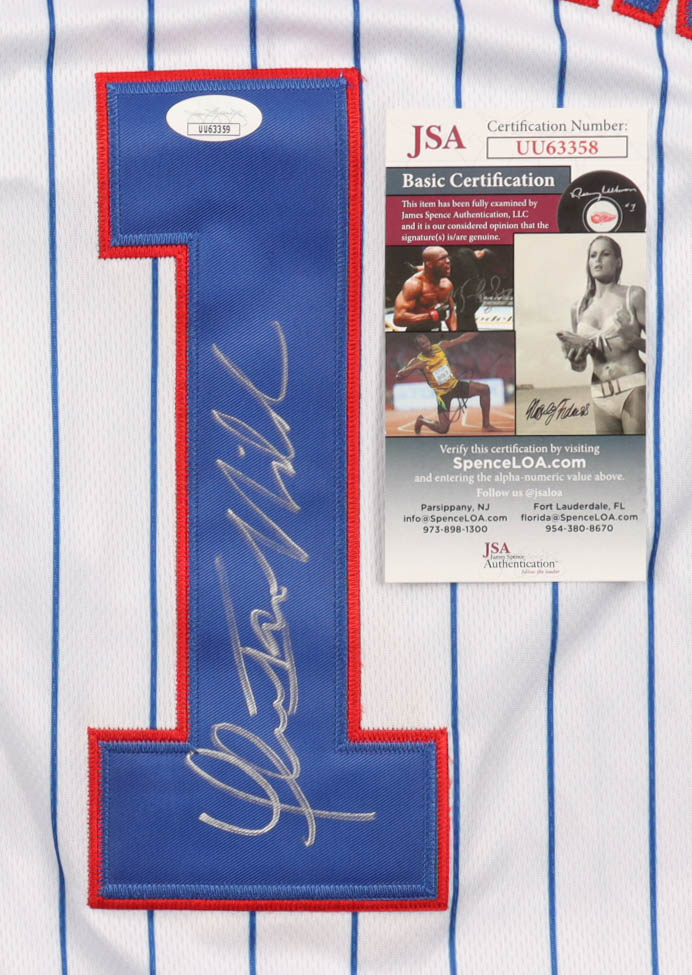 1
UU63359
JSA
Certification Number:
UU63358
Basic Certification
This item has been fully examined by
James Spence Authentication, LLC
and it is our considered opinion that the
signature(s) is/are genuine.
#3
Verify this certification by visiting
SpenceLOA.com
and entering the alpha-numeric value above.
Follow us @jsaloa
Parsippany, NJ
info@SpenceLOA.com
973-898-1300
Fort Lauderdale, FL
florida@SpenceLOA.com
954-380-8670
JSA
James Spence
Authentication